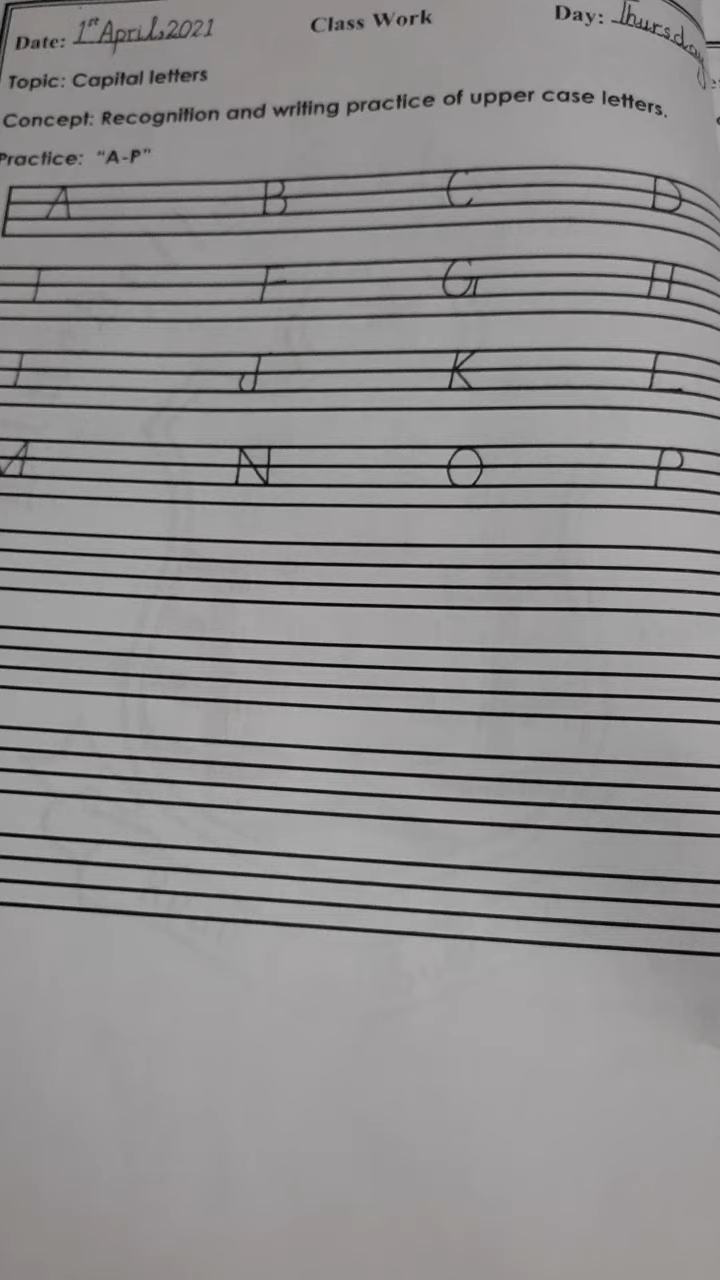 Date: 1st April, 2021 Class Work Day: Thursday
Topic: Capital letters
Concept: Recognition and writing practice of upper case letters.
Practice: "A-P"
A B C D
F G H
I J K L
N O P